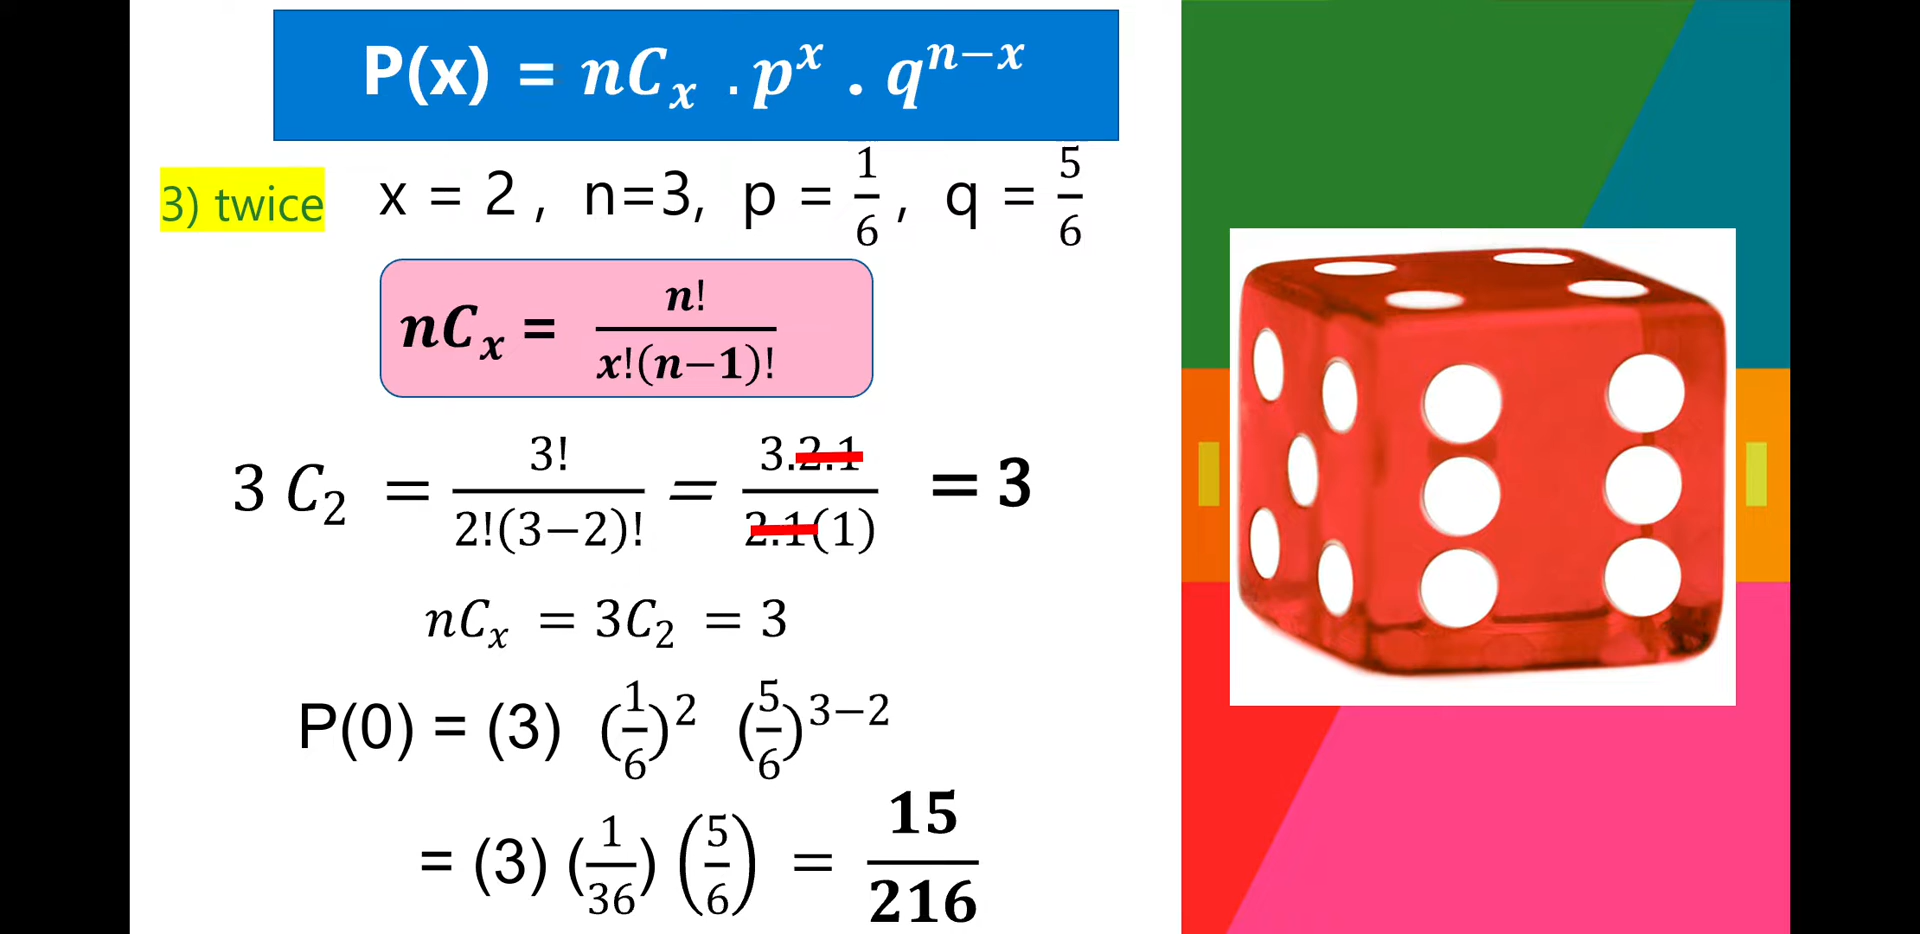 P(x) = nCₓ . pˣ . qⁿ⁻ˣ
3) twice x = 2 , n=3, p = 1/6 , q = 5/6
nCₓ = n!/x!(n−1)!
3 C₂ = 3!/2!(3−2)! = 3.2.1/2.1(1) = 3
nCₓ = 3C₂ = 3
P(0) = (3) (1/6)² (5/6)³⁻²
= (3) (1/36) (5/6) = 15/216